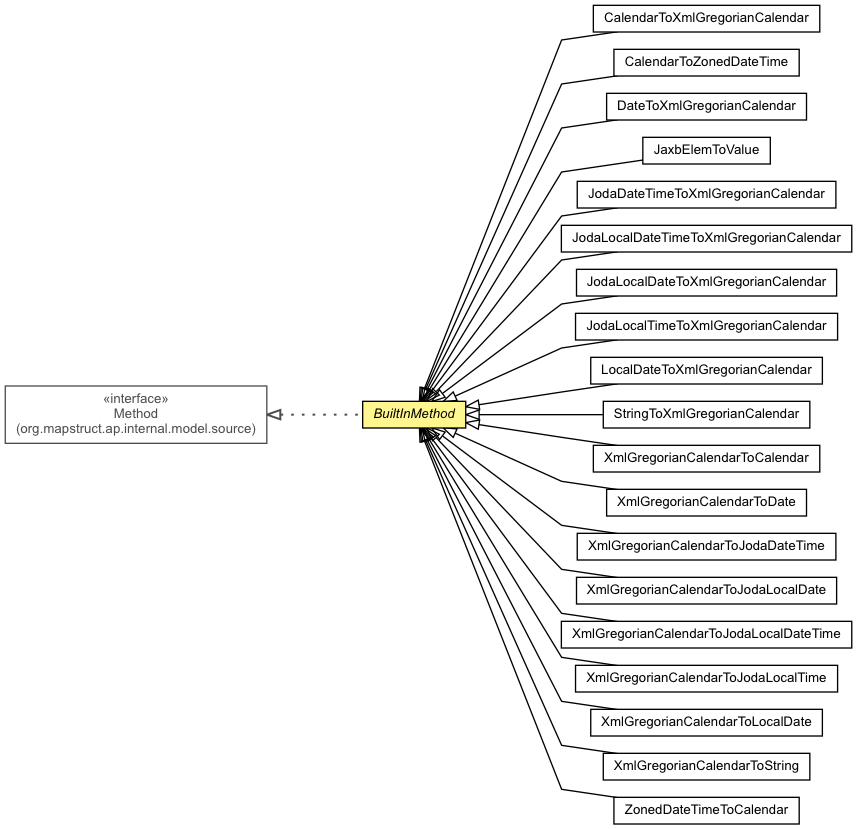 CalendarToXmlGregorianCalendar
CalendarToZonedDateTime
DateToXmlGregorianCalendar
JaxbElemToValue
JodaDateTimeToXmlGregorianCalendar
JodaLocalDateTimeToXmlGregorianCalendar
JodaLocalDateToXmlGregorianCalendar
JodaLocalTimeToXmlGregorianCalendar
LocalDateToXmlGregorianCalendar
«interface»
Method
(org.mapstruct.ap.internal.model.source)
BuiltInMethod
StringToXmlGregorianCalendar
XmlGregorianCalendarToCalendar
XmlGregorianCalendarToDate
XmlGregorianCalendarToJodaDateTime
XmlGregorianCalendarToJodaLocalDate
XmlGregorianCalendarToJodaLocalDateTime
XmlGregorianCalendarToJodaLocalTime
XmlGregorianCalendarToLocalDate
XmlGregorianCalendarToString
ZonedDateTimeToCalendar